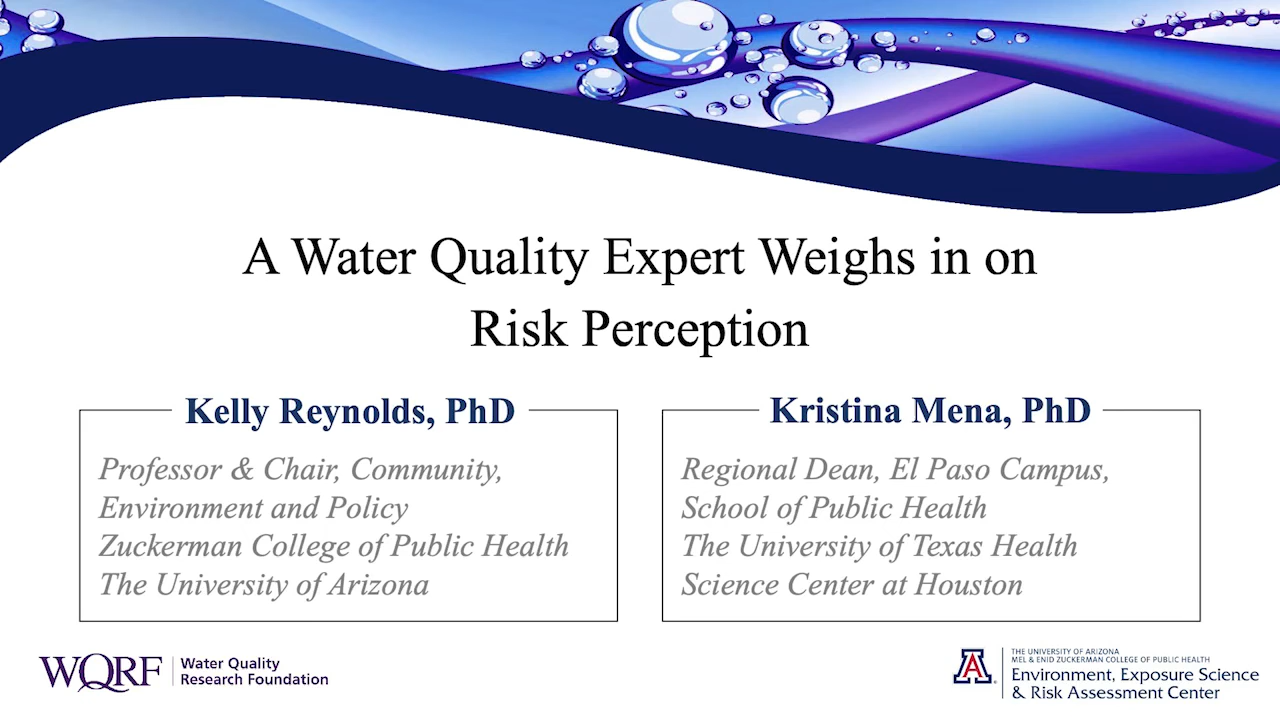 A Water Quality Expert Weighs in on
Risk Perception
Kelly Reynolds, PhD
Professor & Chair, Community,
Environment and Policy
Zuckerman College of Public Health
The University of Arizona
Kristina Mena, PhD
Regional Dean, El Paso Campus,
School of Public Health
The University of Texas Health
Science Center at Houston
WQRF
Water Quality
Research Foundation
A
THE UNIVERSITY OF ARIZONA
MEL & ENID ZUCKERMAN COLLEGE OF PUBLIC HEALTH
Environment, Exposure Science
& Risk Assessment Center